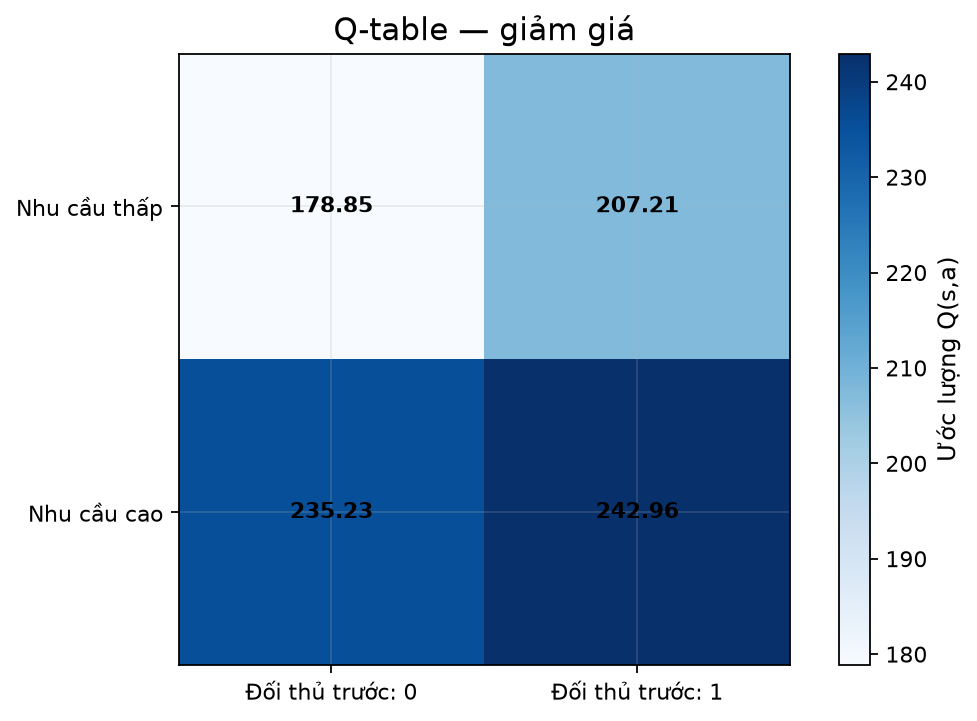 Q-table — giảm giá
Nhu cầu thấp
178.85
207.21
Nhu cầu cao
235.23
242.96
Đối thủ trước: 0
Đối thủ trước: 1
240
230
220
210
200
190
180
Ước lượng Q(s,a)